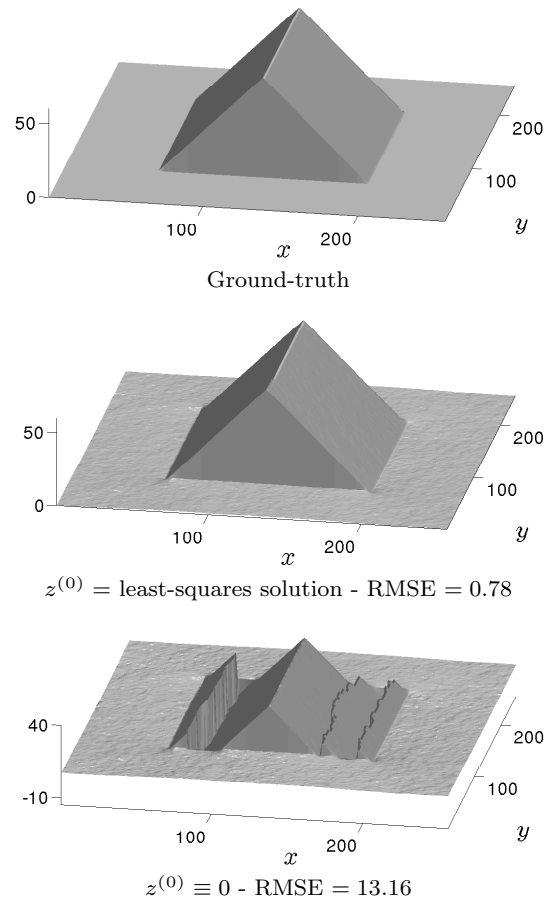 50
0
100
200
x
200
100
y
Ground-truth
50
0
100
200
x
200
100
y
z^(0) = least-squares solution - RMSE = 0.78
40
-10
100
200
x
200
100
y
z^(0) ≡ 0 - RMSE = 13.16